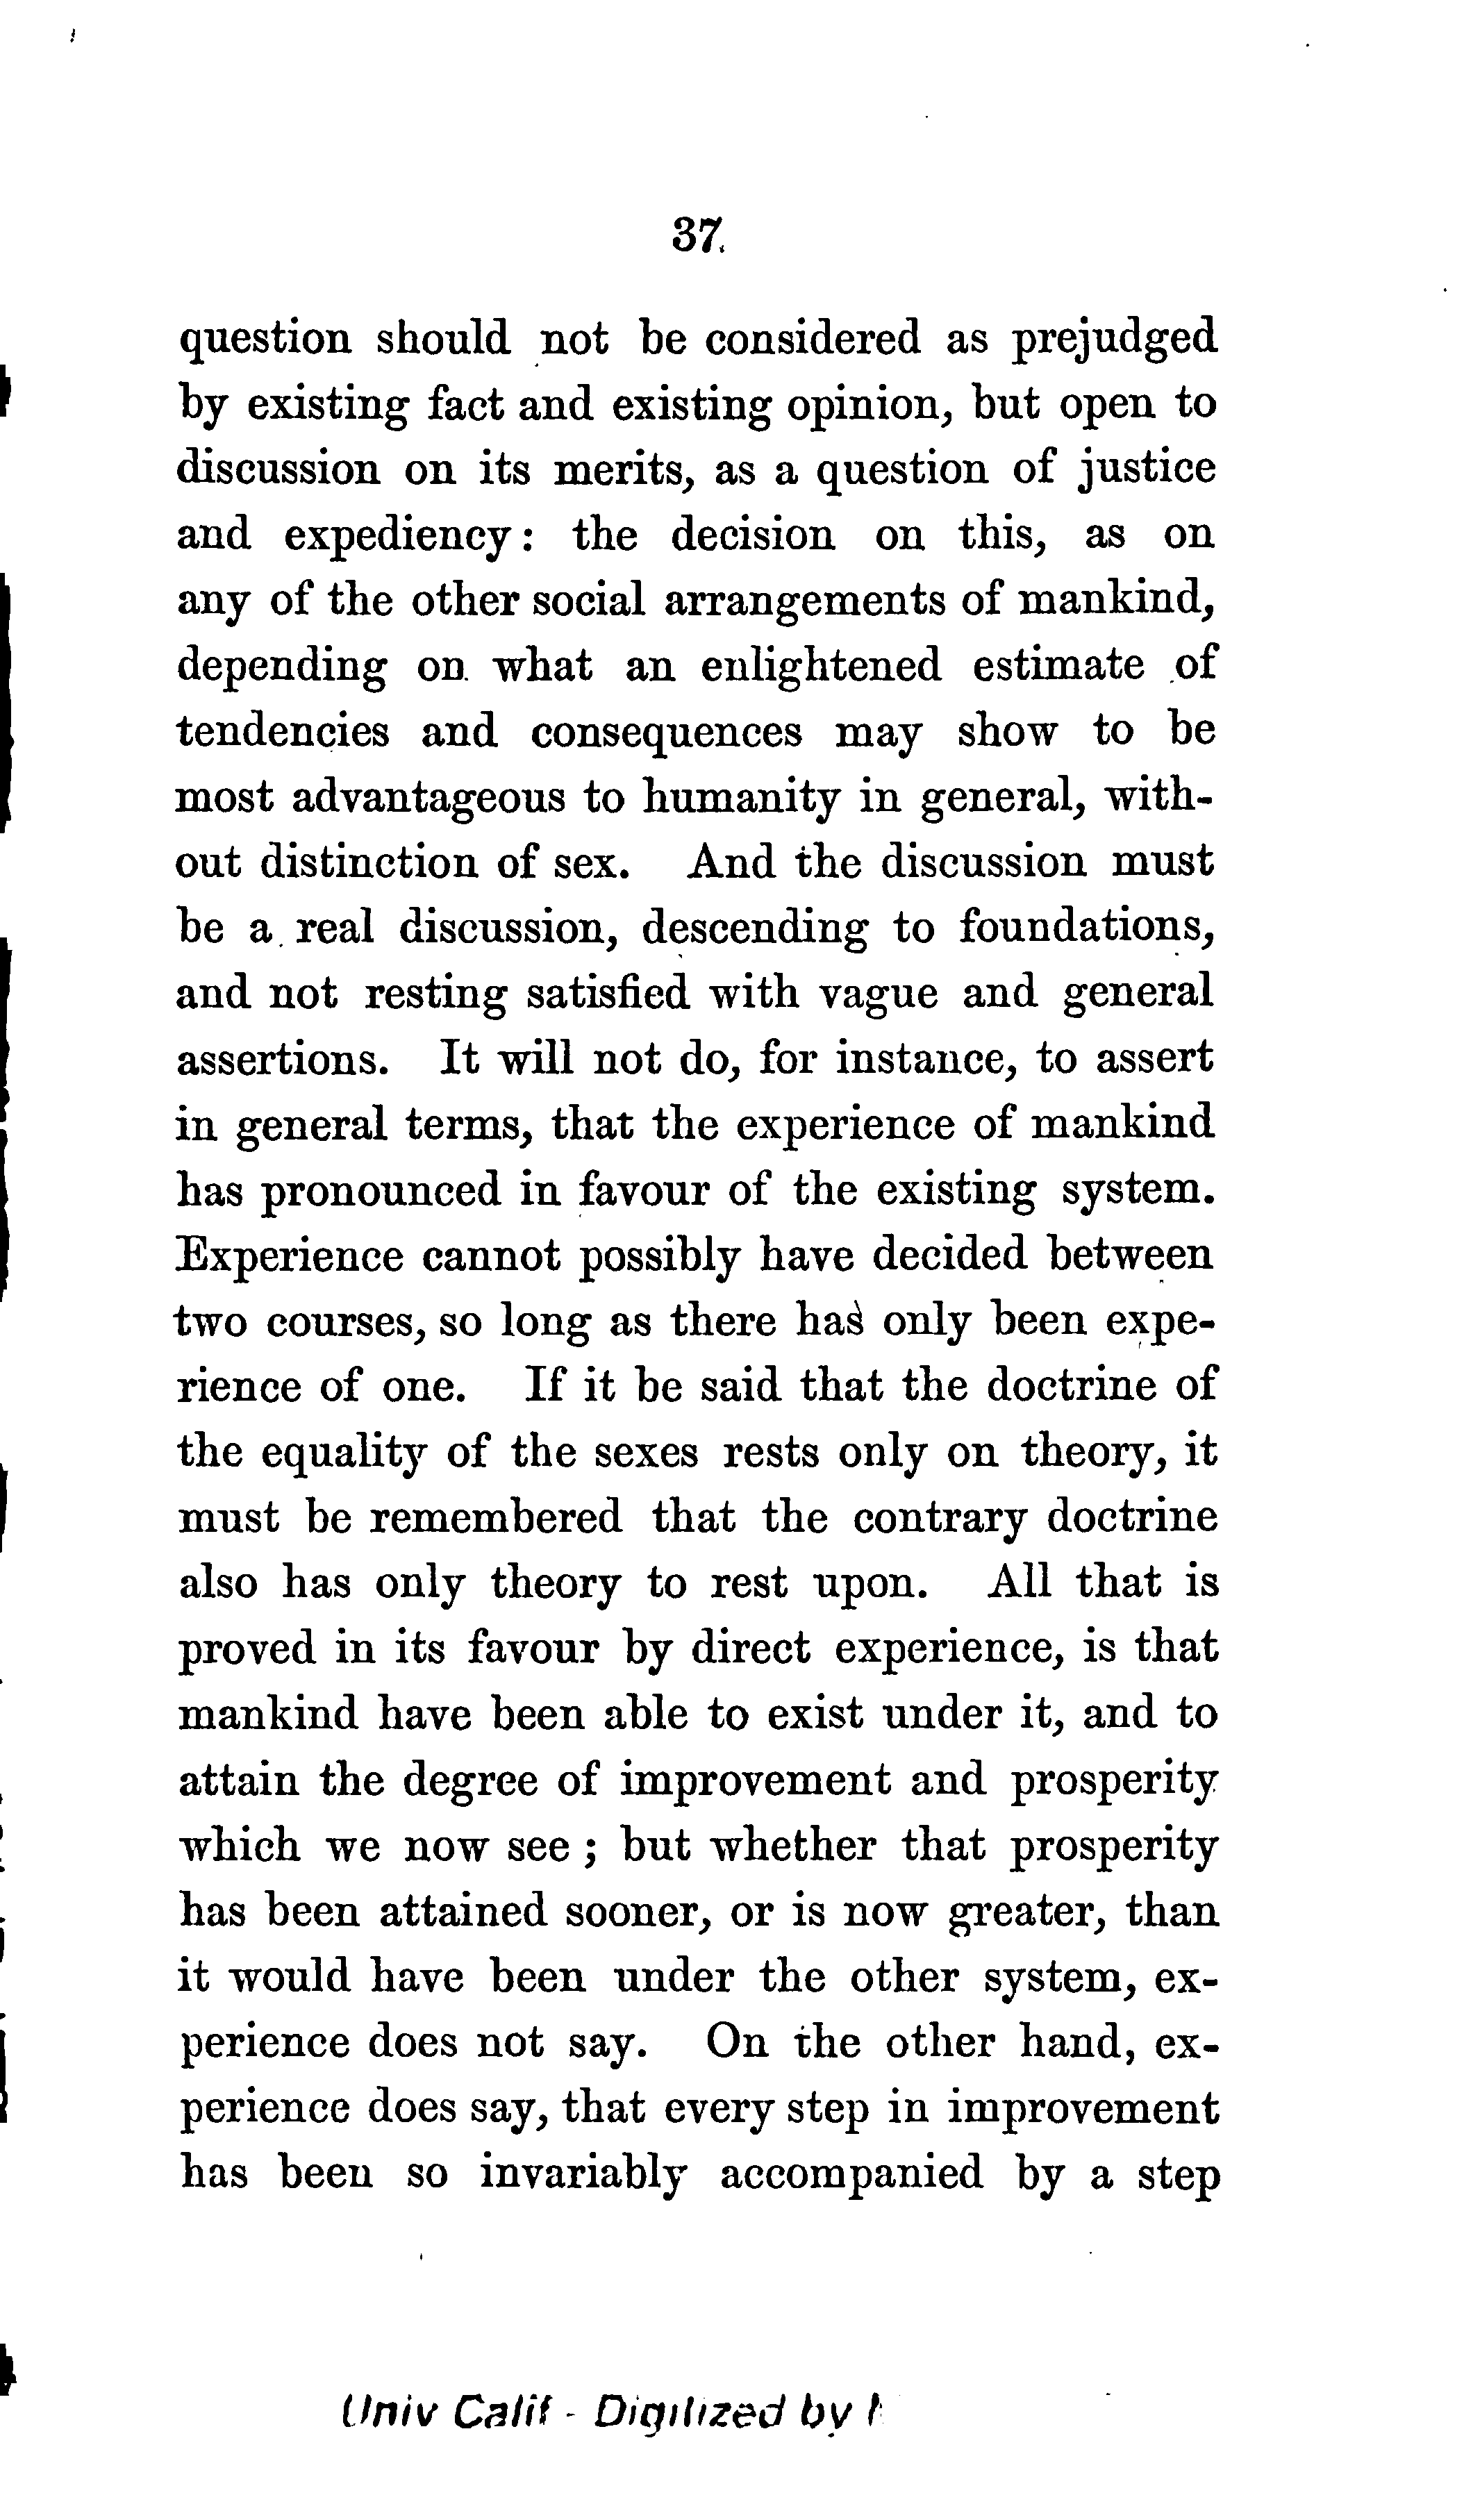 37.
question should not be considered as prejudged
by existing fact and existing opinion, but open to
discussion on its merits, as a question of justice
and expediency: the decision on this, as on
any of the other social arrangements of mankind,
depending on what an enlightened estimate of
tendencies and consequences may show to be
most advantageous to humanity in general, with-
out distinction of sex. And the discussion must
be a real discussion, descending to foundations,
and not resting satisfied with vague and general
assertions. It will not do, for instance, to assert
in general terms, that the experience of mankind
has pronounced in favour of the existing system.
Experience cannot possibly have decided between
two courses, so long as there has only been expe-
rience of one. If it be said that the doctrine of
the equality of the sexes rests only on theory, it
must be remembered that the contrary doctrine
also has only theory to rest upon. All that is
proved in its favour by direct experience, is that
mankind have been able to exist under it, and to
attain the degree of improvement and prosperity
which we now see ; but whether that prosperity
has been attained sooner, or is now greater, than
it would have been under the other system, ex-
perience does not say. On the other hand, ex-
perience does say, that every step in improvement
has been so invariably accompanied by a step
Univ Calif - Digitized by